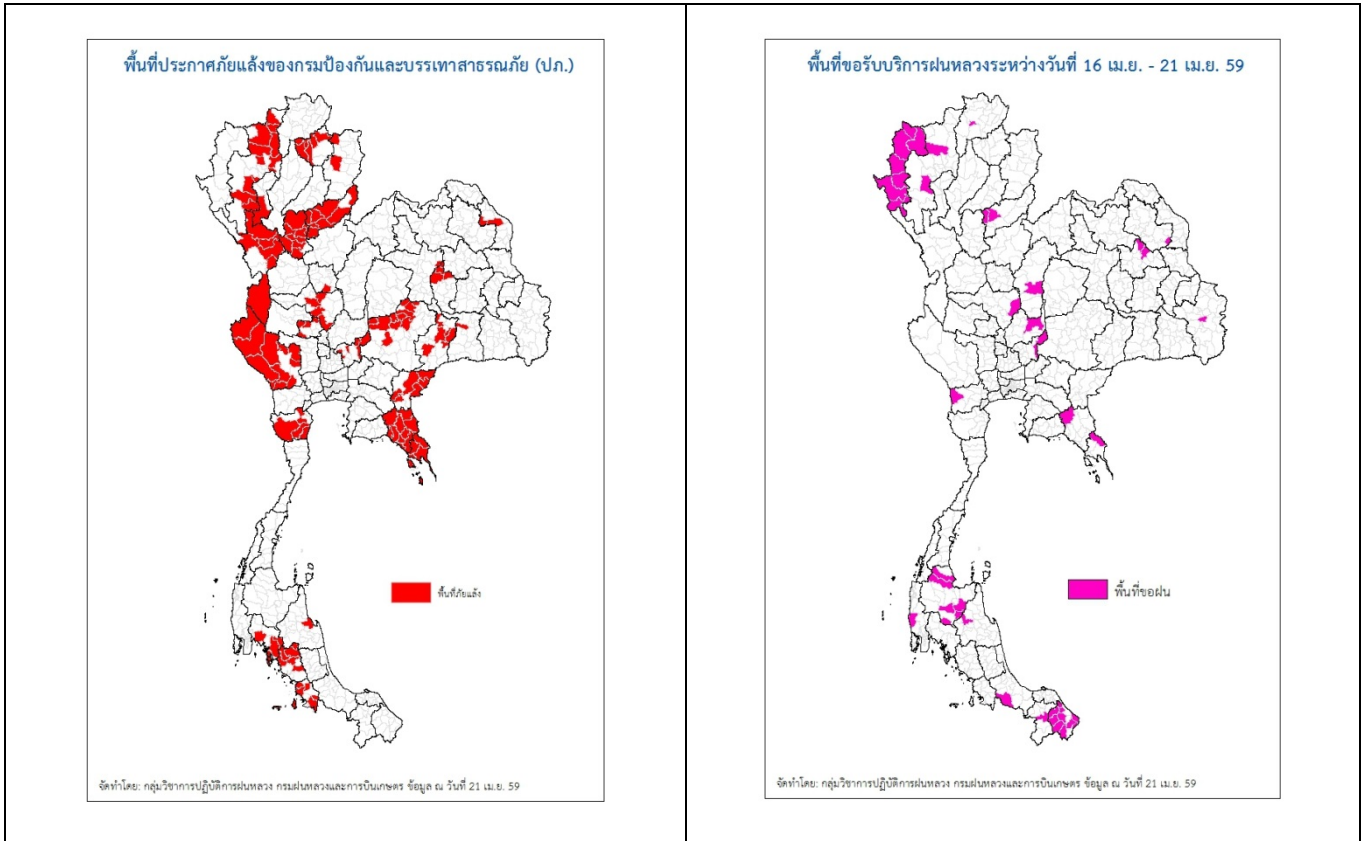 พื้นที่ประกาศภัยแล้งของกรมป้องกันและบรรเทาสาธรณภัย (ปภ.)
พื้นที่ภัยแล้ง
จัดทำโดย: กลุ่มวิชาการปฏิบัติการฝนหลวง กรมฝนหลวงและการบินเกษตร ข้อมูล ณ วันที่ 21 เม.ย. 59
พื้นที่ขอรับบริการฝนหลวงระหว่างวันที่ 16 เม.ย. - 21 เม.ย. 59
พื้นที่ขอฝน
จัดทำโดย: กลุ่มวิชาการปฏิบัติการฝนหลวง กรมฝนหลวงและการบินเกษตร ข้อมูล ณ วันที่ 21 เม.ย. 59